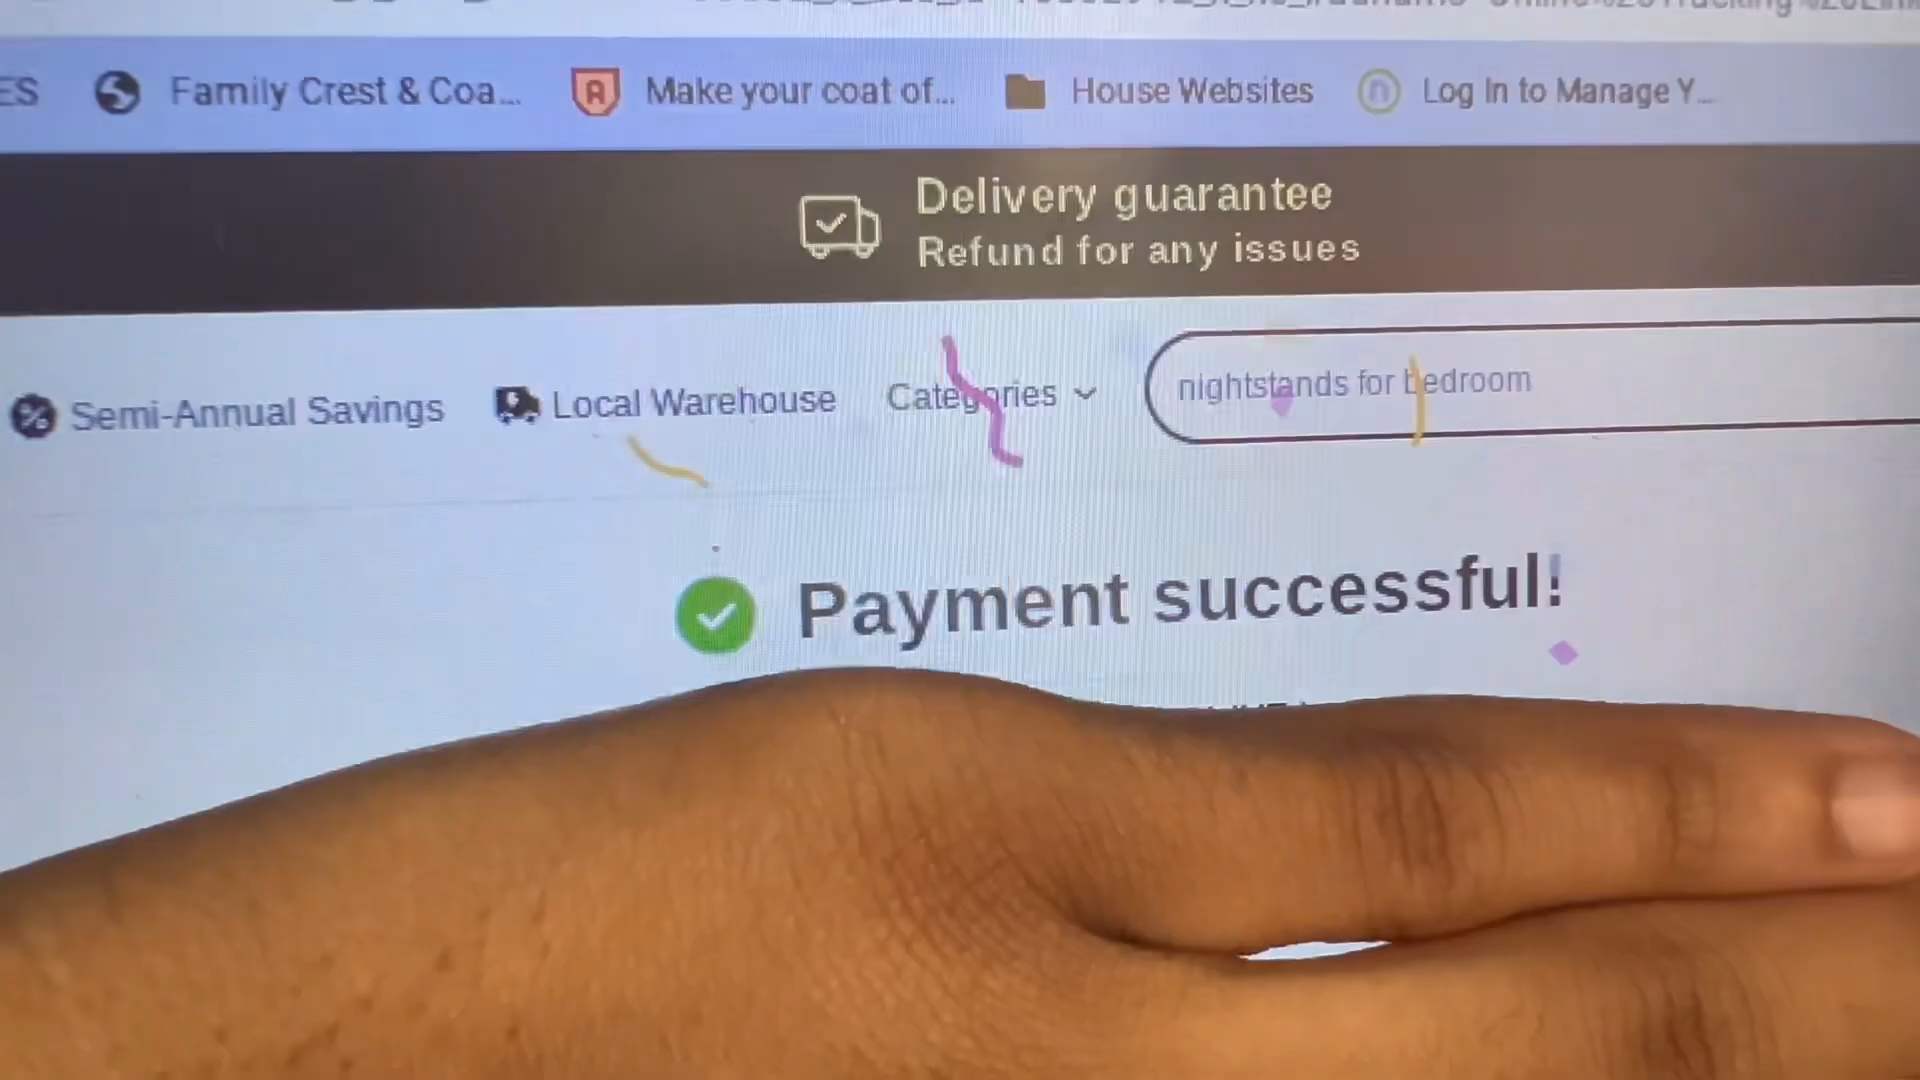 ES Family Crest & Coa... Make your coat of... House Websites Log In to Manage Y...
Delivery guarantee
Refund for any issues
Semi-Annual Savings Local Warehouse Categories nightstands for bedroom
Payment successful!